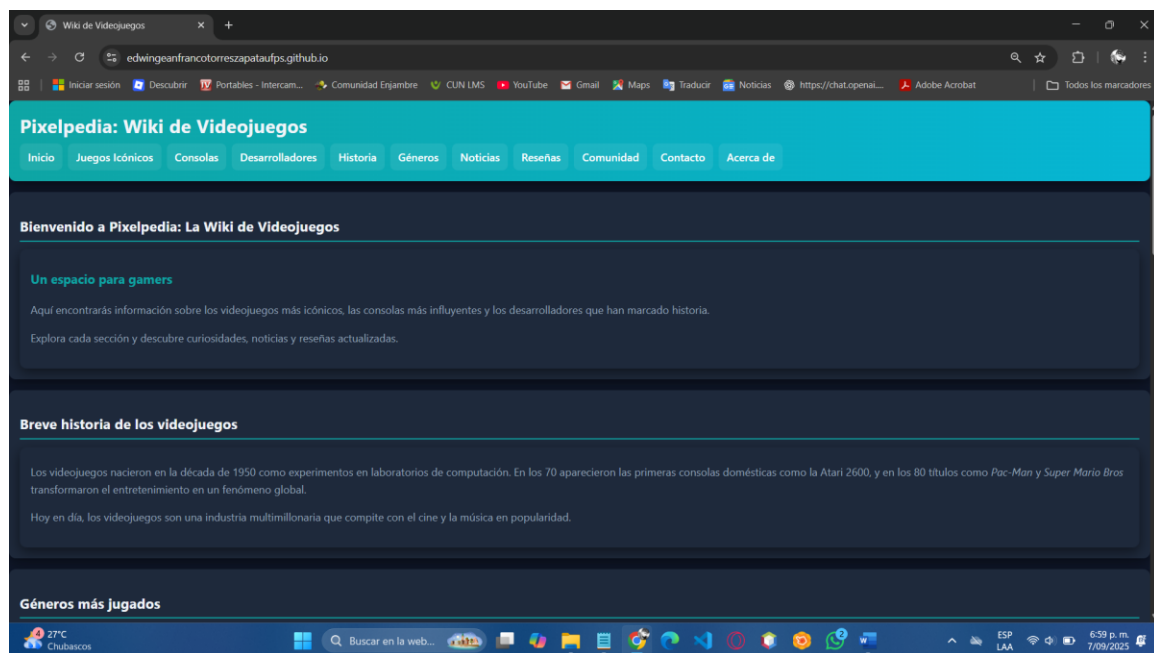 Wiki de Videojuegos
edwingeanfrancotorreszapataufps.github.io
Iniciar sesión Descubrir Portables - Intercam... Comunidad Enjambre CUN LMS YouTube Gmail Maps Traducir Noticias https://chat.openai.... Adobe Acrobat Todos los marcadores
Pixelpedia: Wiki de Videojuegos
Inicio Juegos Icónicos Consolas Desarrolladores Historia Géneros Noticias Reseñas Comunidad Contacto Acerca de
Bienvenido a Pixelpedia: La Wiki de Videojuegos
Un espacio para gamers
Aquí encontrarás información sobre los videojuegos más icónicos, las consolas más influyentes y los desarrolladores que han marcado historia.
Explora cada sección y descubre curiosidades, noticias y reseñas actualizadas.
Breve historia de los videojuegos
Los videojuegos nacieron en la década de 1950 como experimentos en laboratorios de computación. En los 70 aparecieron las primeras consolas domésticas como la Atari 2600, y en los 80 títulos como Pac-Man y Super Mario Bros
transformaron el entretenimiento en un fenómeno global.
Hoy en día, los videojuegos son una industria multimillonaria que compite con el cine y la música en popularidad.
Géneros más jugados
4 27°C
Chubascos
Buscar en la web...
2
ESP
LAA
6:59 p. m.
7/09/2025